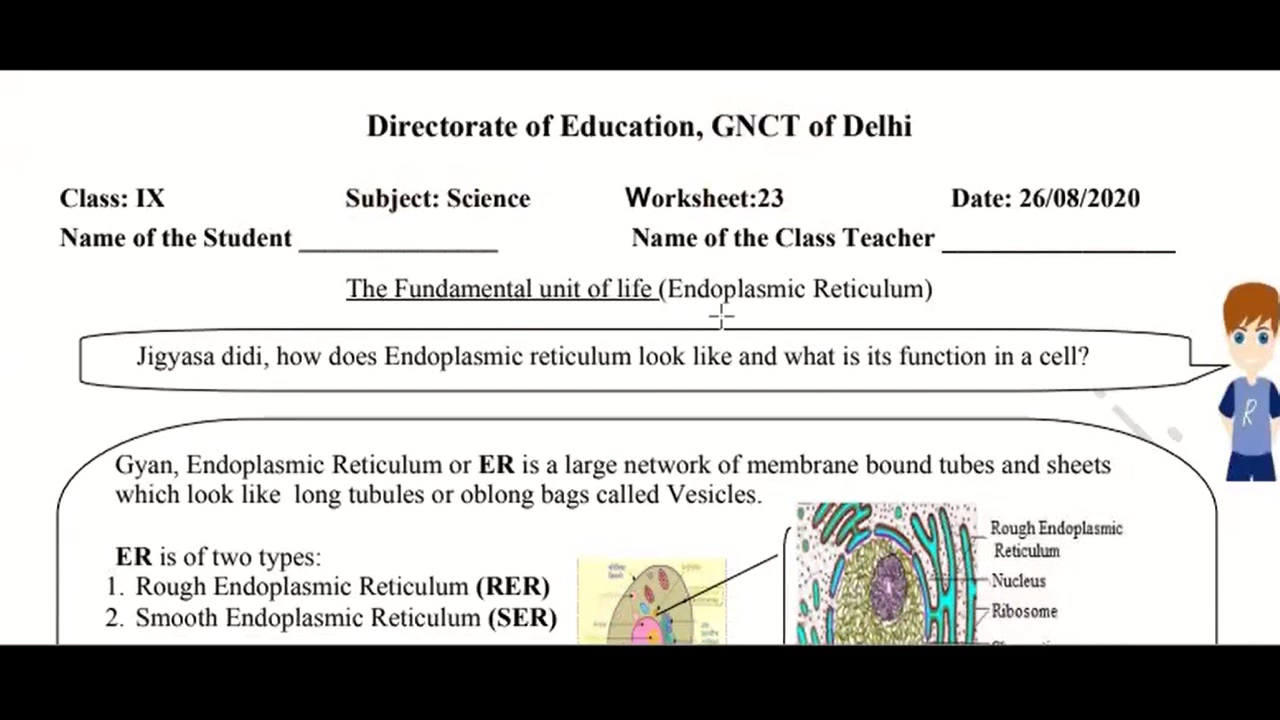 Directorate of Education, GNCT of Delhi
Class: IX Subject: Science Worksheet:23 Date: 26/08/2020
Name of the Student _______________ Name of the Class Teacher _________________
The Fundamental unit of life (Endoplasmic Reticulum)
Jigyasa didi, how does Endoplasmic reticulum look like and what is its function in a cell?
R
Gyan, Endoplasmic Reticulum or ER is a large network of membrane bound tubes and sheets
which look like long tubules or oblong bags called Vesicles.
ER is of two types:
1. Rough Endoplasmic Reticulum (RER)
2. Smooth Endoplasmic Reticulum (SER)
Rough Endoplasmic
Reticulum
Nucleus
Ribosome